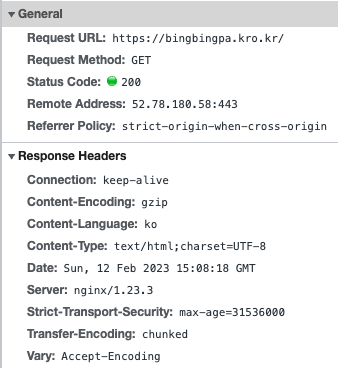 General
Request URL: https://bingbingpa.kro.kr/
Request Method: GET
Status Code: 200
Remote Address: 52.78.180.58:443
Referrer Policy: strict-origin-when-cross-origin
Response Headers
Connection: keep-alive
Content-Encoding: gzip
Content-Language: ko
Content-Type: text/html;charset=UTF-8
Date: Sun, 12 Feb 2023 15:08:18 GMT
Server: nginx/1.23.3
Strict-Transport-Security: max-age=31536000
Transfer-Encoding: chunked
Vary: Accept-Encoding